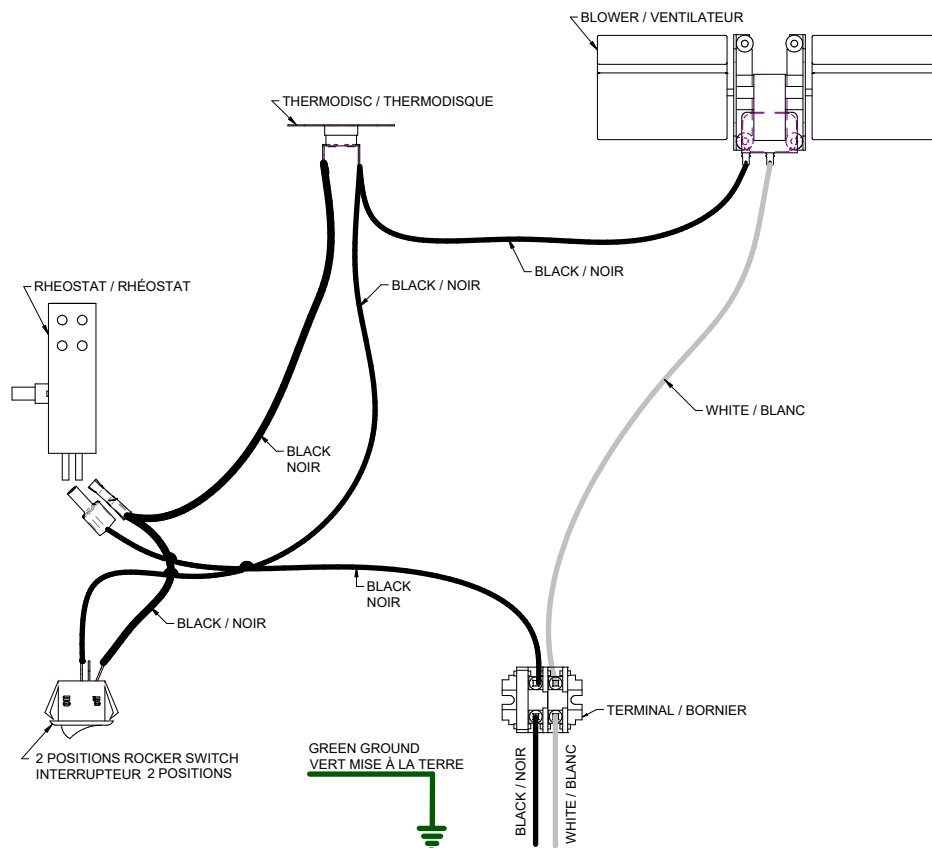 BLOWER / VENTILATEUR
THERMODISC / THERMODISQUE
BLACK / NOIR
BLACK / NOIR
RHEOSTAT / RHÉOSTAT
WHITE / BLANC
BLACK
NOIR
BLACK
NOIR
BLACK / NOIR
TERMINAL / BORNIER
2 POSITIONS ROCKER SWITCH
INTERRUPTEUR 2 POSITIONS
GREEN GROUND
VERT MISE À LA TERRE
BLACK / NOIR
WHITE / BLANC